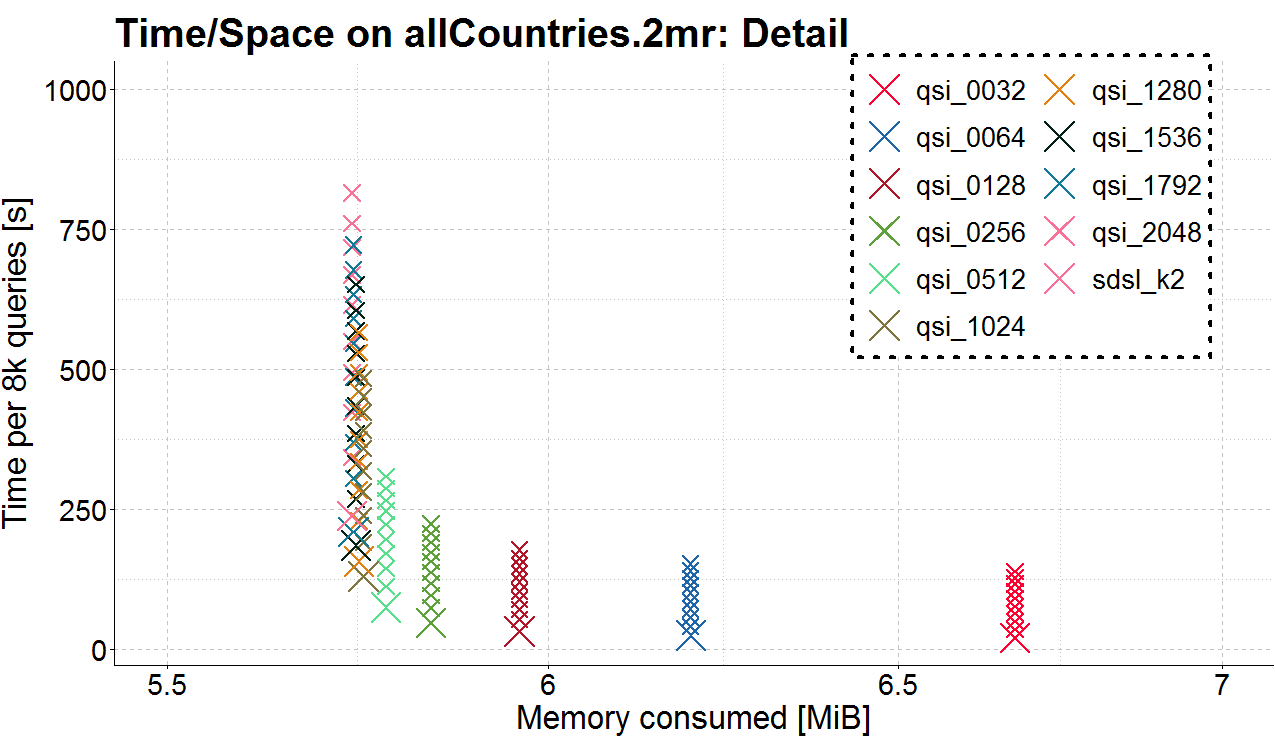 Time/Space on allCountries.2mr: Detail
Time per 8k queries [s]
1000
750
500
250
0
qsi_0032 qsi_1280
qsi_0064 qsi_1536
qsi_0128 qsi_1792
qsi_0256 qsi_2048
qsi_0512 sdsl_k2
qsi_1024
5.5 6 6.5 7
Memory consumed [MiB]